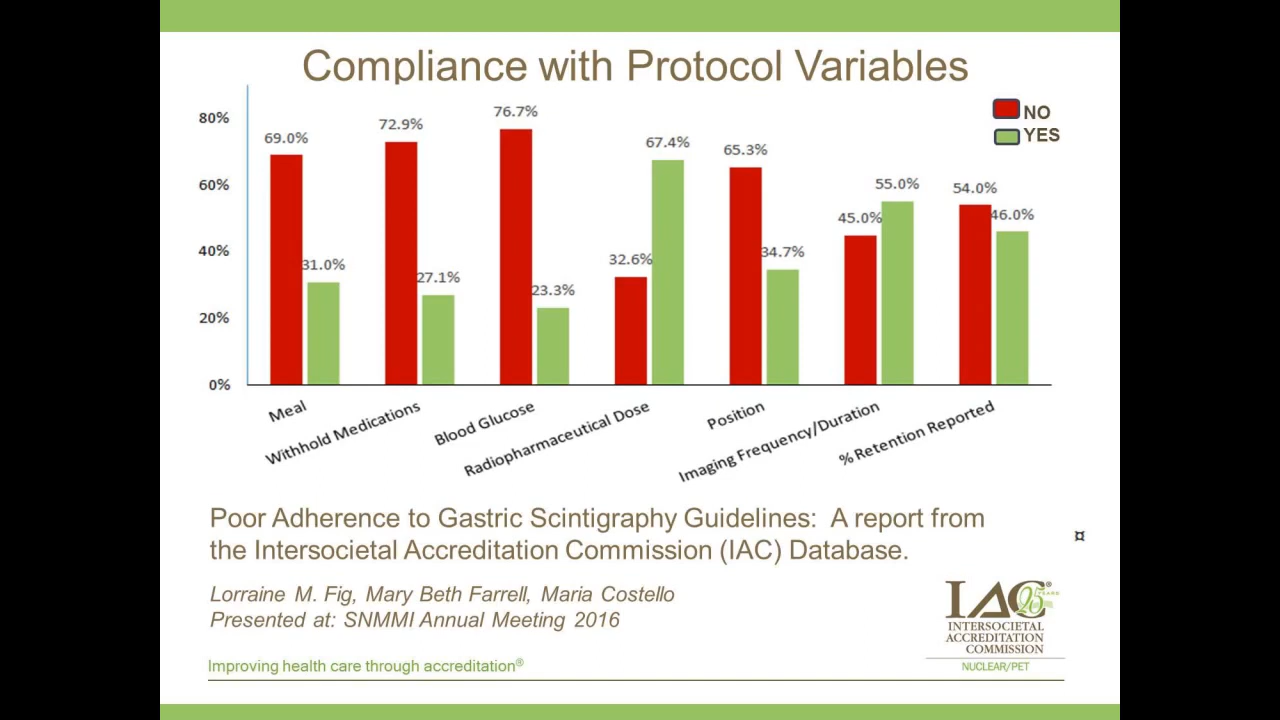 Compliance with Protocol Variables
NO
YES
80%
60%
40%
20%
0%
69.0%
31.0%
72.9%
27.1%
76.7%
23.3%
32.6%
67.4%
65.3%
34.7%
45.0%
55.0%
54.0%
46.0%
Meal
Withhold Medications
Blood Glucose
Radiopharmaceutical Dose
Position
Imaging Frequency/Duration
% Retention Reported
Poor Adherence to Gastric Scintigraphy Guidelines: A report from
the Intersocietal Accreditation Commission (IAC) Database.
Lorraine M. Fig, Mary Beth Farrell, Maria Costello
Presented at: SNMMI Annual Meeting 2016
Improving health care through accreditation®
IAC®
25 YEARS
INTERSOCIETAL
ACCREDITATION
COMMISSION
NUCLEAR/PET